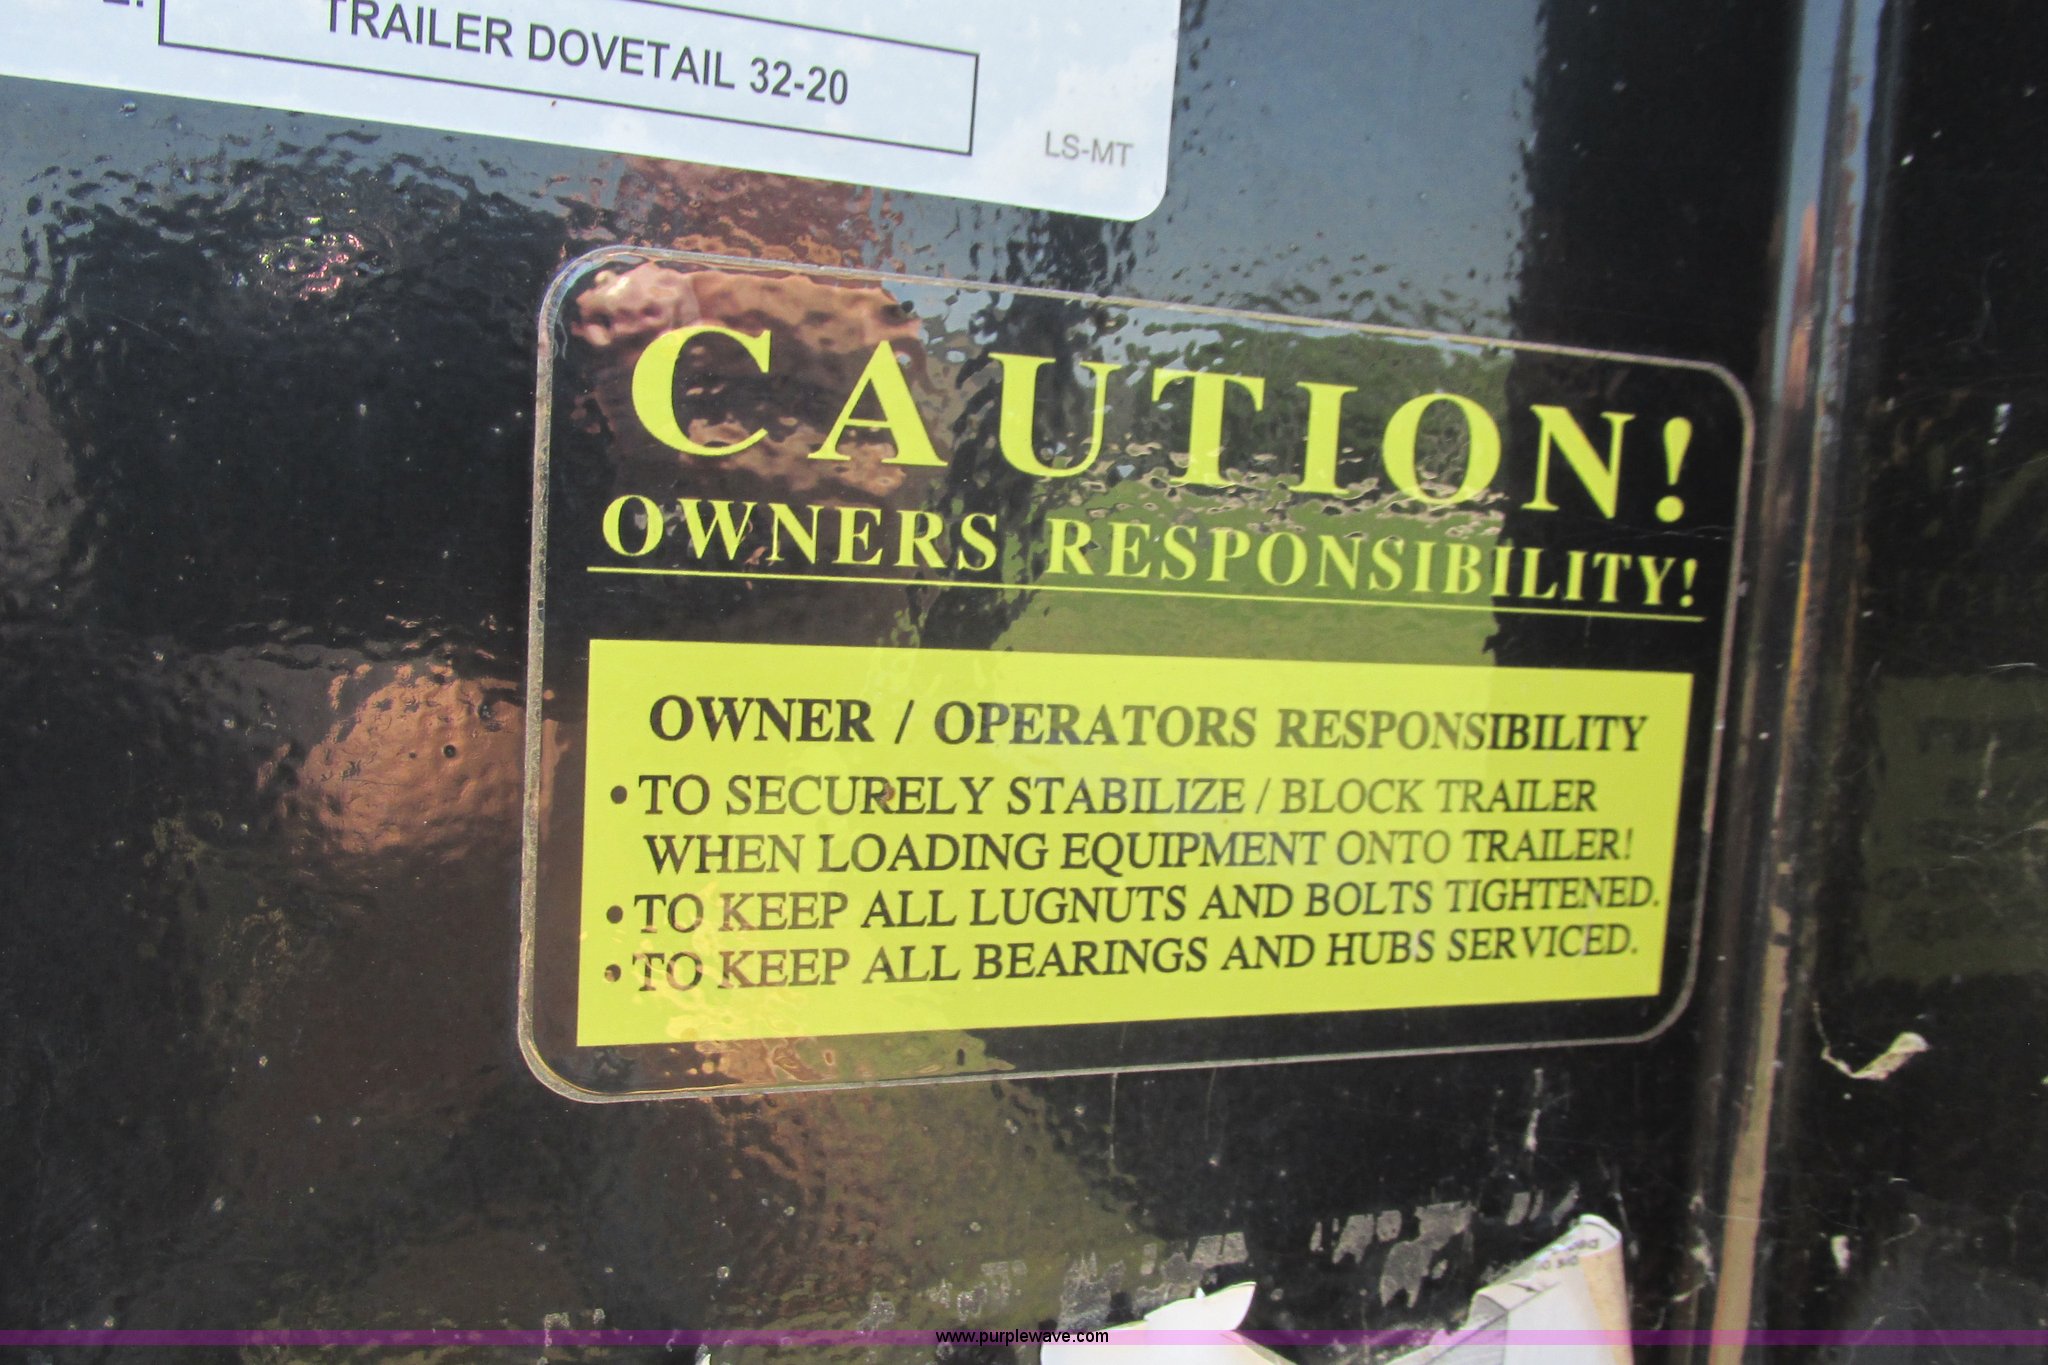 TRAILER DOVETAIL 32-20
LS-MT
CAUTION!
OWNERS RESPONSIBILITY!
OWNER / OPERATORS RESPONSIBILITY
• TO SECURELY STABILIZE / BLOCK TRAILER
WHEN LOADING EQUIPMENT ONTO TRAILER!
• TO KEEP ALL LUGNUTS AND BOLTS TIGHTENED.
• TO KEEP ALL BEARINGS AND HUBS SERVICED.
www.purplewave.com